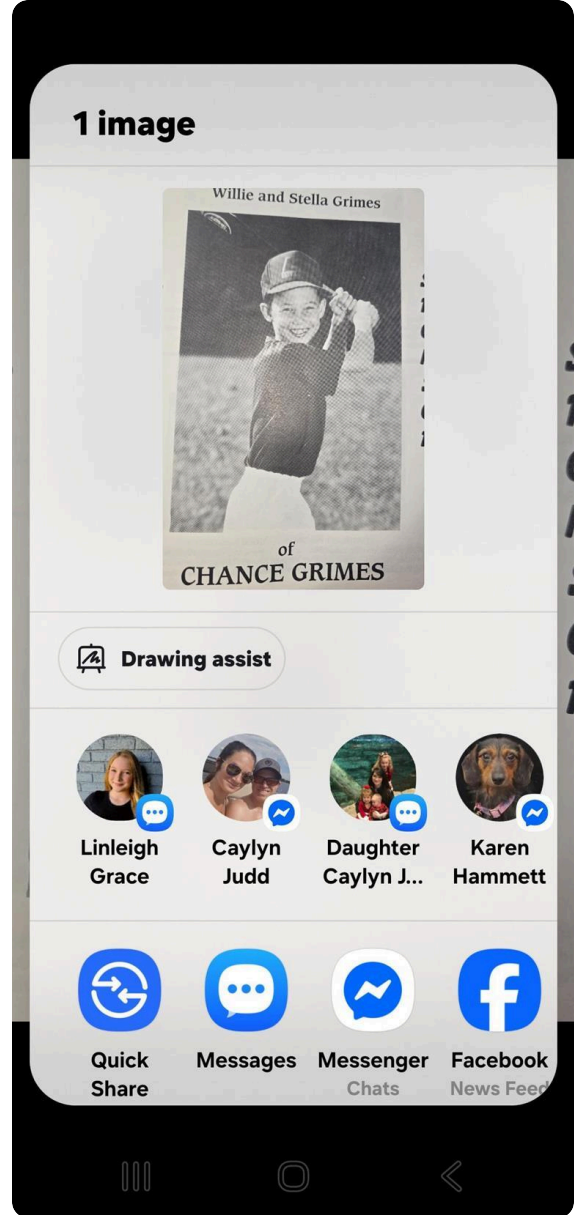 1 image
Willie and Stella Grimes
of
CHANCE GRIMES
Drawing assist
Linleigh
Grace
Caylyn
Judd
Daughter
Caylyn J...
Karen
Hammett
Quick
Share
Messages
Messenger
Chats
Facebook
News Feed